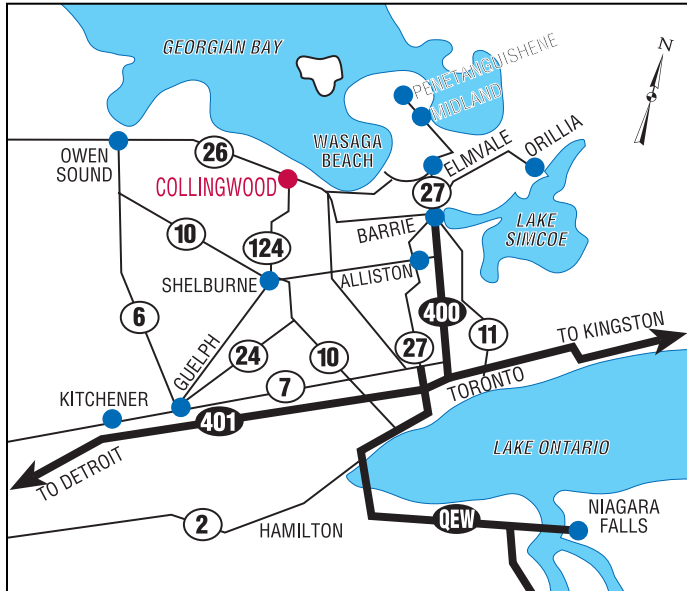 GEORGIAN BAY
N
PENETANGUISHENE
MIDLAND
WASAGA
BEACH
ELMVALE
ORILLIA
OWEN
SOUND
26
COLLINGWOOD
27
LAKE
SIMCOE
BARRIE
10
124
SHELBURNE
ALLISTON
6
400
11
TO KINGSTON
GUELPH
24
10
27
KITCHENER
7
TORONTO
401
TO DETROIT
LAKE ONTARIO
2
HAMILTON
QEW
NIAGARA
FALLS